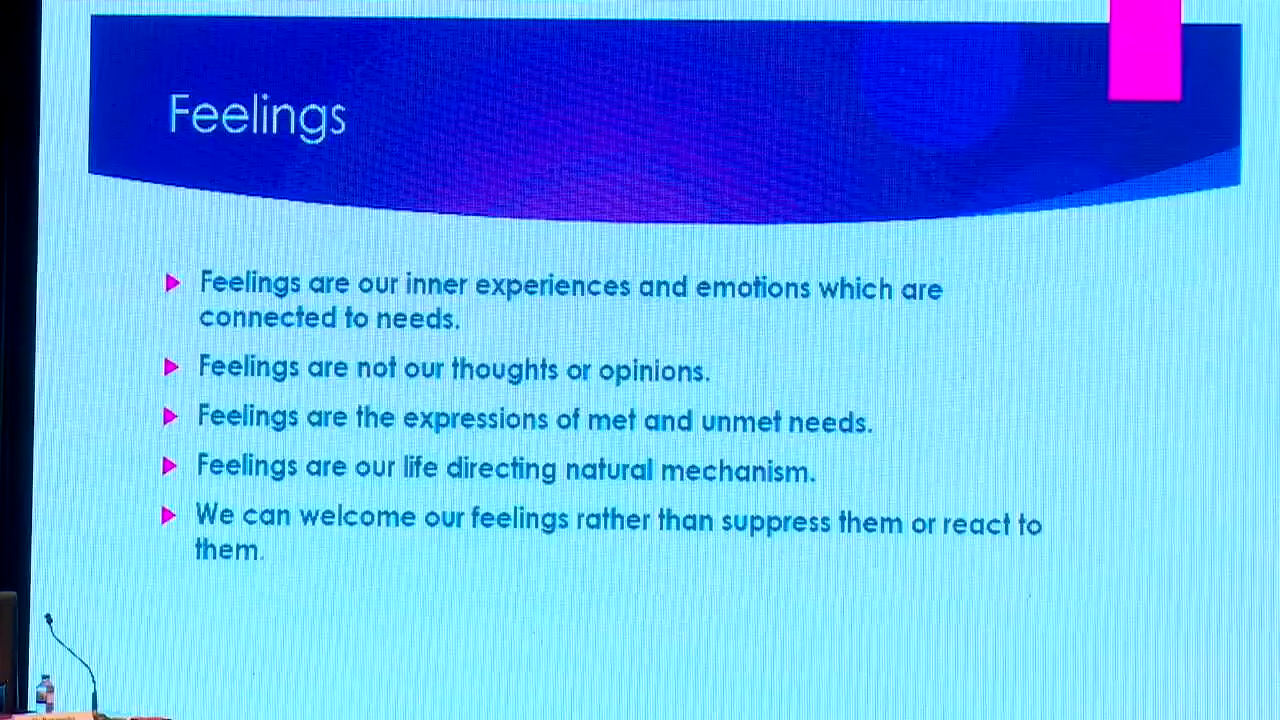 Feelings
Feelings are our inner experiences and emotions which are
connected to needs.
Feelings are not our thoughts or opinions.
Feelings are the expressions of met and unmet needs.
Feelings are our life directing natural mechanism.
We can welcome our feelings rather than suppress them or react to
them.